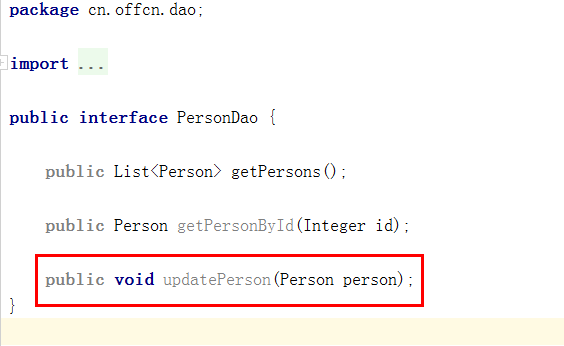 package cn.offcn.dao;
import ...
public interface PersonDao {
public List<Person> getPersons();
public Person getPersonById(Integer id);
public void updatePerson(Person person);
}